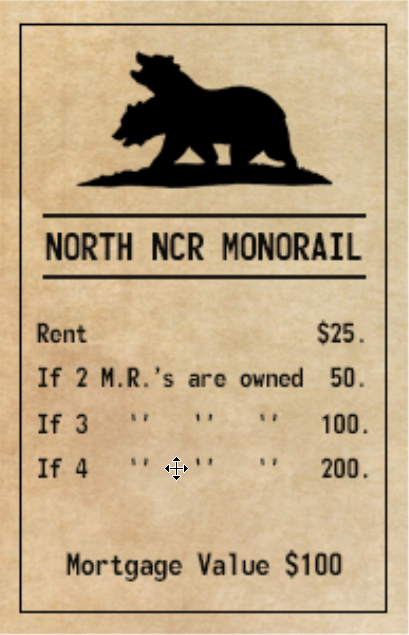 NORTH NCR MONORAIL
Rent $25.
If 2 M.R.'s are owned 50.
If 3 '' '' '' 100.
If 4 '' '' '' 200.
Mortgage Value $100